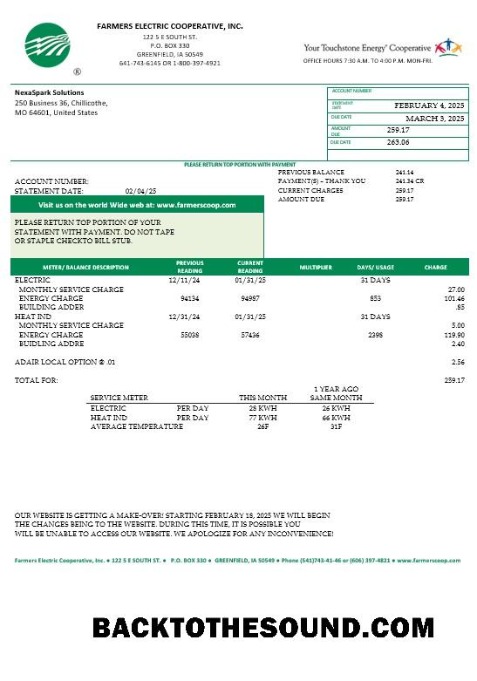 FARMERS ELECTRIC COOPERATIVE, INC.
122 S E SOUTH ST.
P.O. BOX 330
GREENFIELD, IA 50549
641-743-6146 OR 1-800-397-4921
®
Your Touchstone Energy® Cooperative
OFFICE HOURS 7:30 A.M. TO 4:00 P.M. MON-FRI.
NexaSpark Solutions
250 Business 36, Chillicothe,
MO 64601, United States
ACCOUNT NUMBER
STATEMENT DATE FEBRUARY 4, 2025
DUE DATE MARCH 3, 2025
AMOUNT DUE 259.17
DUE DATE 263.06
PLEASE RETURN TOP PORTION WITH PAYMENT
PREVIOUS BALANCE 241.14
PAYMENT(S) – THANK YOU 241.34 CR
CURRENT CHARGES 259.17
AMOUNT DUE 259.17
ACCOUNT NUMBER:
STATEMENT DATE: 02/04/25
Visit us on the world Wide web at: www.farmerscoop.com
PLEASE RETURN TOP PORTION OF YOUR
STATEMENT WITH PAYMENT. DO NOT TAPE
OR STAPLE CHECKTO BILL STUB.
METER/ BALANCE DESCRIPTION PREVIOUS READING CURRENT READING MULTIPLIER DAYS/ USAGE CHARGE
ELECTRIC 12/11/24 01/31/25 31 DAYS
MONTHLY SERVICE CHARGE 27.00
ENERGY CHARGE 94134 94987 853 101.46
BUILDING ADDER .85
HEAT IND 12/31/24 01/31/25 31 DAYS
MONTHLY SERVICE CHARGE 5.00
ENERGY CHARGE 55038 57436 2398 119.90
BUIDLING ADDRE 2.40
ADAIR LOCAL OPTION @ .01 2.56
TOTAL FOR: 259.17
SERVICE METER THIS MONTH 1 YEAR AGO SAME MONTH
ELECTRIC PER DAY 28 KWH 26 KWH
HEAT IND PER DAY 77 KWH 66 KWH
AVERAGE TEMPERATURE 26F 31F
OUR WEBSITE IS GETTING A MAKE-OVER! STARTING FEBRUARY 18, 2025 WE WILL BEGIN
THE CHANGES BEING TO THE WEBSITE. DURING THIS TIME, IT IS POSSIBLE YOU
WILL BE UNABLE TO ACCESS OUR WEBSITE. WE APOLOGIZE FOR ANY INCONVENIENCE!
Farmers Electric Cooperative, Inc. • 122 S E SOUTH ST. • P.O. BOX 330 • GREENFIELD, IA 50549 • Phone (541)743-41-46 or (606) 397-4821 • www.farmerscoop.com
BACKTOTHESOUND.COM